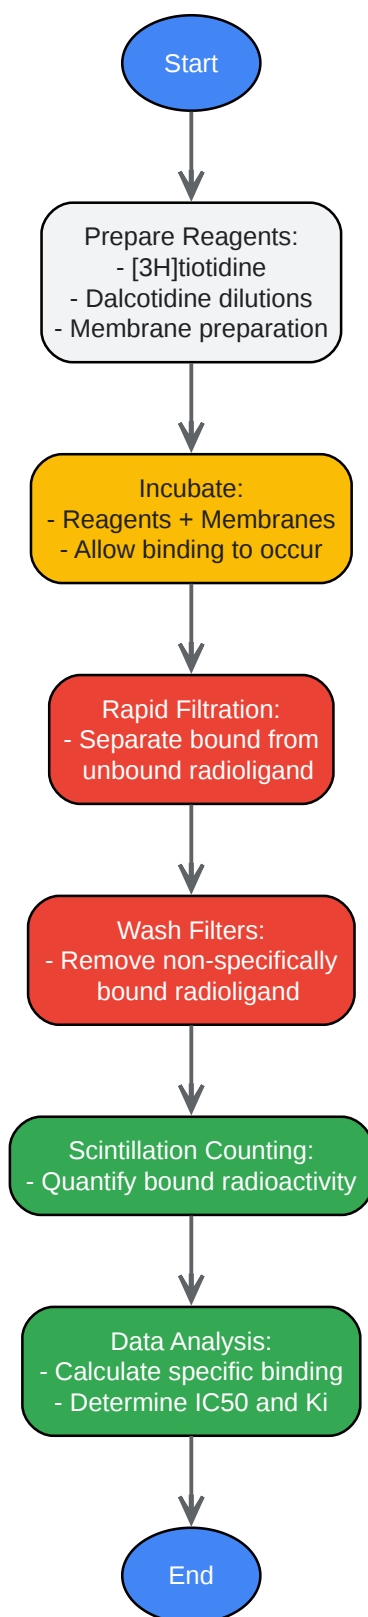 Start
Prepare Reagents:
- [3H]tiotidine
- Dalcotidine dilutions
- Membrane preparation
Incubate:
- Reagents + Membranes
- Allow binding to occur
Rapid Filtration:
- Separate bound from
unbound radioligand
Wash Filters:
- Remove non-specifically
bound radioligand
Scintillation Counting:
- Quantify bound radioactivity
Data Analysis:
- Calculate specific binding
- Determine IC50 and Ki
End